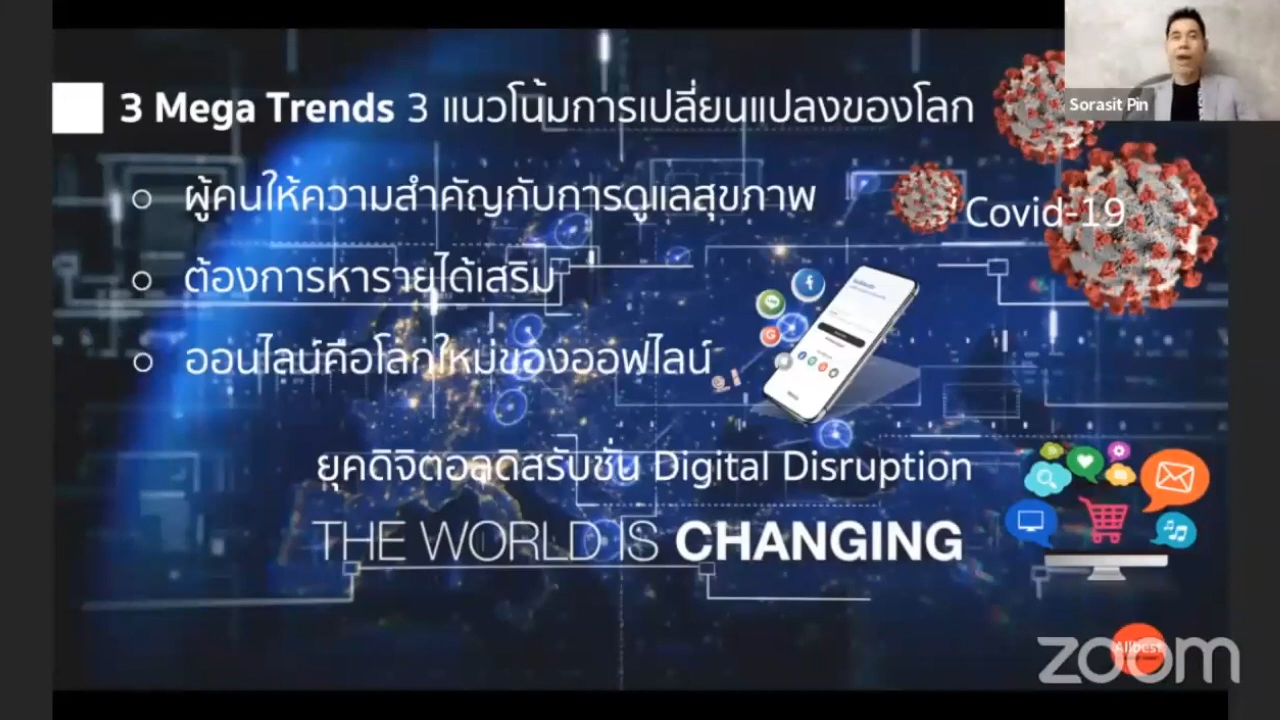 Sorasit Pin
3 Mega Trends 3 แนวโน้มการเปลี่ยนแปลงของโลก
ผู้คนให้ความสำคัญกับการดูแลสุขภาพ
Covid-19
ต้องการหารายได้เสริม
ออนไลน์คือโลกใหม่ของออฟไลน์
ยุคดิจิตอลดิสรับชั่น Digital Disruption
THE WORLD IS CHANGING
Allbest
zoom